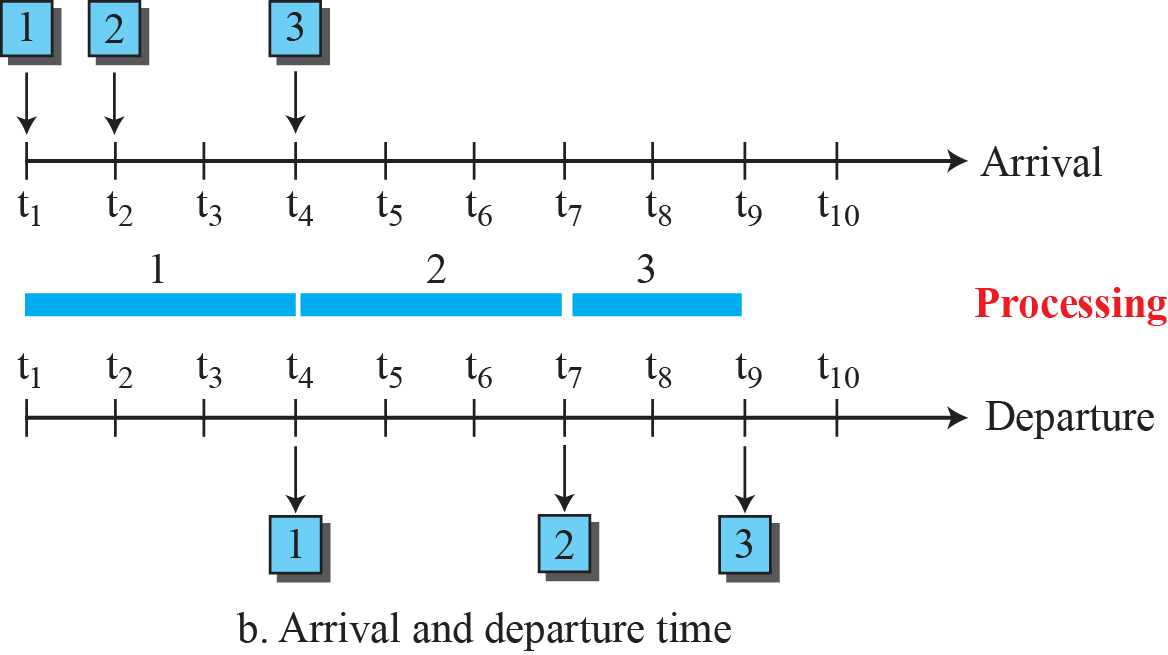 1 2 3
Arrival
t1 t2 t3 t4 t5 t6 t7 t8 t9 t10
1 2 3
Processing
t1 t2 t3 t4 t5 t6 t7 t8 t9 t10
Departure
1 2 3
b. Arrival and departure time